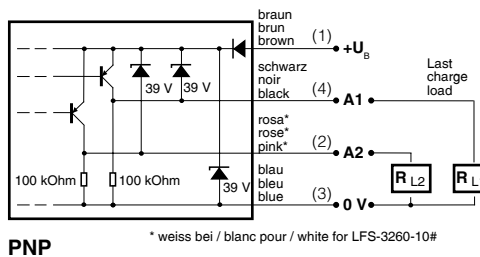 braun
brun
brown
(1)
+UB
schwarz
noir
black
(4)
A1
Last
charge
load
39 V
39 V
rosa*
rose*
pink*
(2)
A2
100 kOhm
100 kOhm
39 V
blau
bleu
blue
(3)
0 V
R L2
R L
PNP
* weiss bei / blanc pour / white for LFS-3260-10#